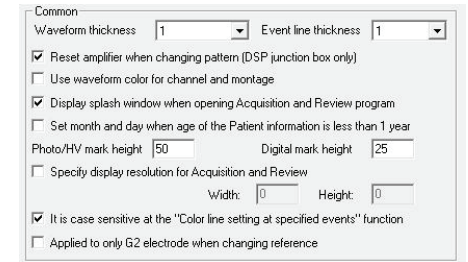 Common
Waveform thickness 1 Event line thickness 1
Reset amplifier when changing pattern (DSP junction box only)
Use waveform color for channel and montage
Display splash window when opening Acquisition and Review program
Set month and day when age of the Patient information is less than 1 year
Photo/HV mark height 50 Digital mark height 25
Specify display resolution for Acquisition and Review
Width: 0 Height: 0
It is case sensitive at the "Color line setting at specified events" function
Applied to only G2 electrode when changing reference